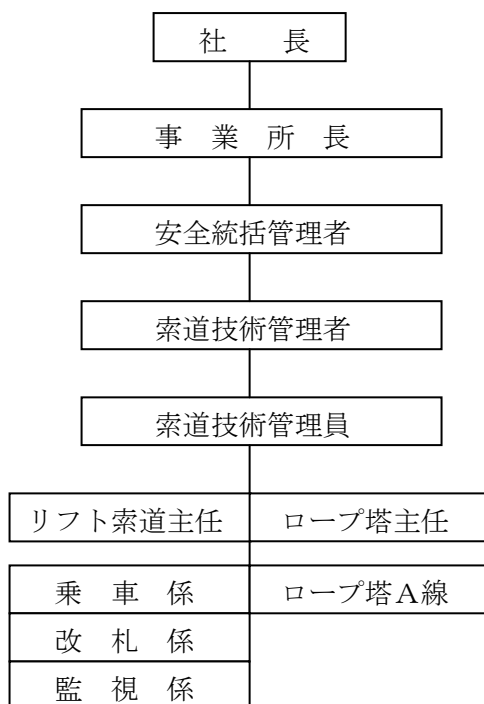 社　　長
事　業　所　長
安全統括管理者
索道技術管理者
索道技術管理員
リフト索道主任　ロープ塔主任
乗　車　係　ロープ塔Ａ線
改　札　係
監　視　係